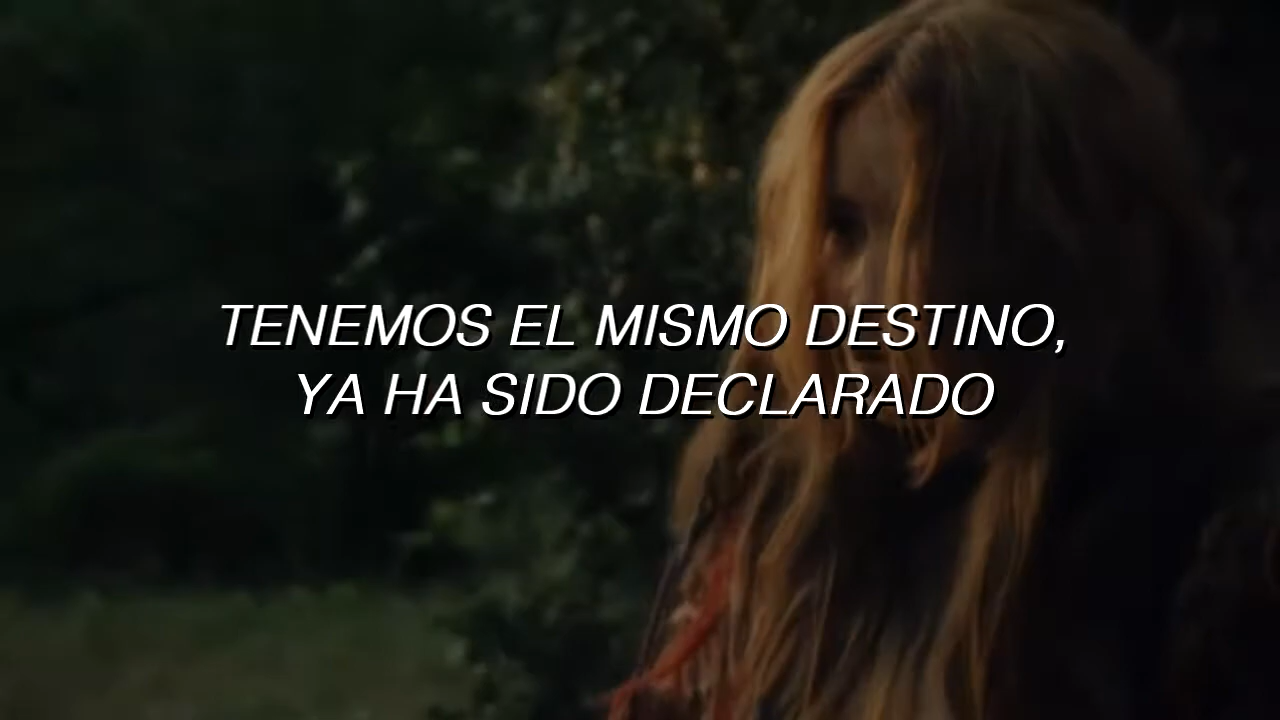 TENEMOS EL MISMO DESTINO,
YA HA SIDO DECLARADO